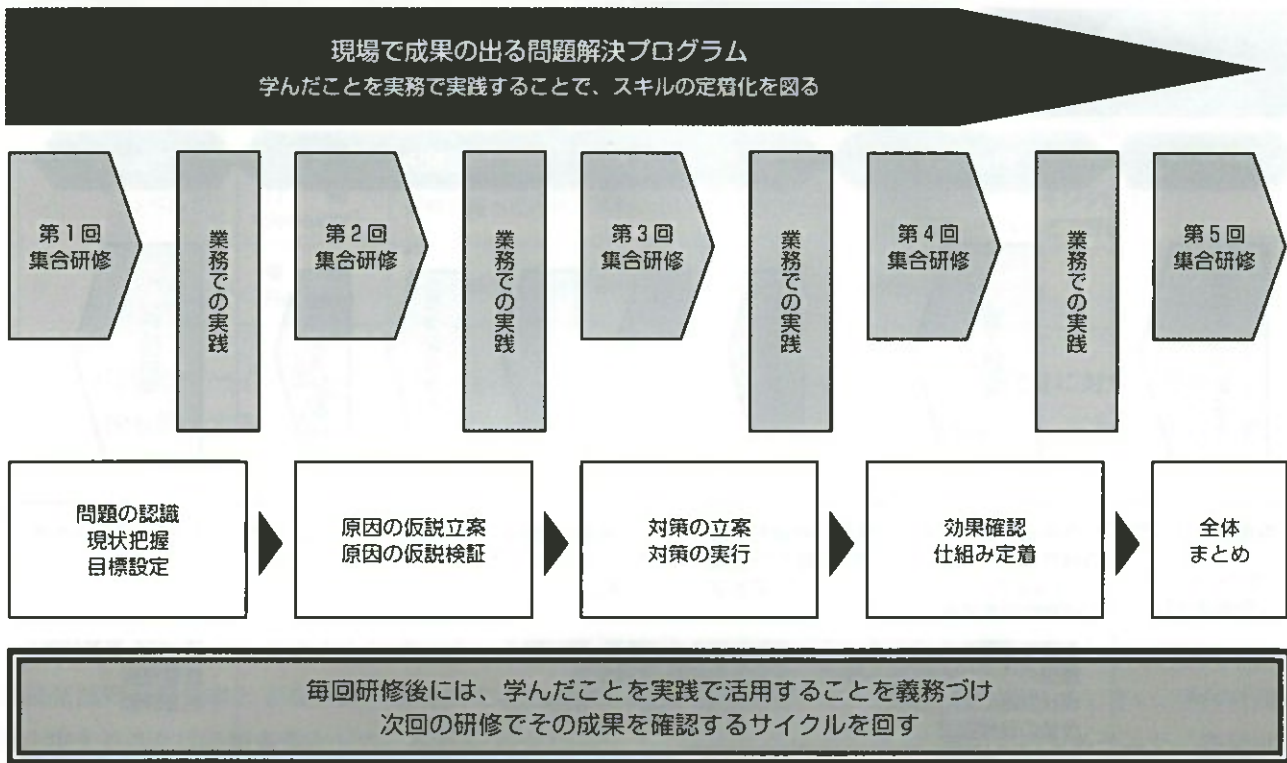 現場で成果の出る問題解決プログラム
学んだことを実務で実践することで、スキルの定着化を図る
第1回
集合研修
業務での実践
第2回
集合研修
業務での実践
第3回
集合研修
業務での実践
第4回
集合研修
業務での実践
第5回
集合研修
問題の認識
現状把握
目標設定
原因の仮説立案
原因の仮説検証
対策の立案
対策の実行
効果確認
仕組み定着
全体
まとめ
毎回研修後には、学んだことを実践で活用することを義務づけ
次回の研修でその成果を確認するサイクルを回す